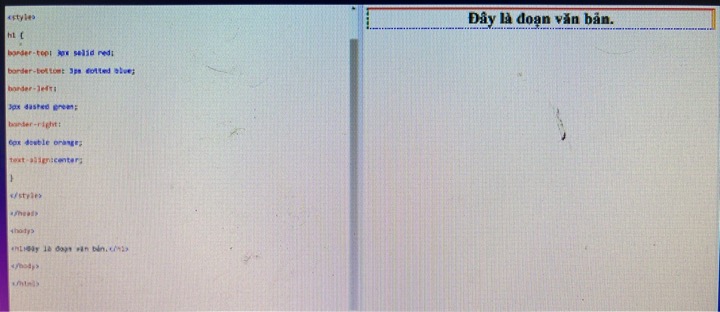 <style>
h1 {
border-top: 3px solid red;
border-bottom: 3px dotted blue;
border-left:
3px dashed green;
border-right:
6px double orange;
text-align:center;
}
</style>
</head>
<body>
<h1>Đây là đoạn văn bản.</h1>
</body>
</html>
Đây là đoạn văn bản.